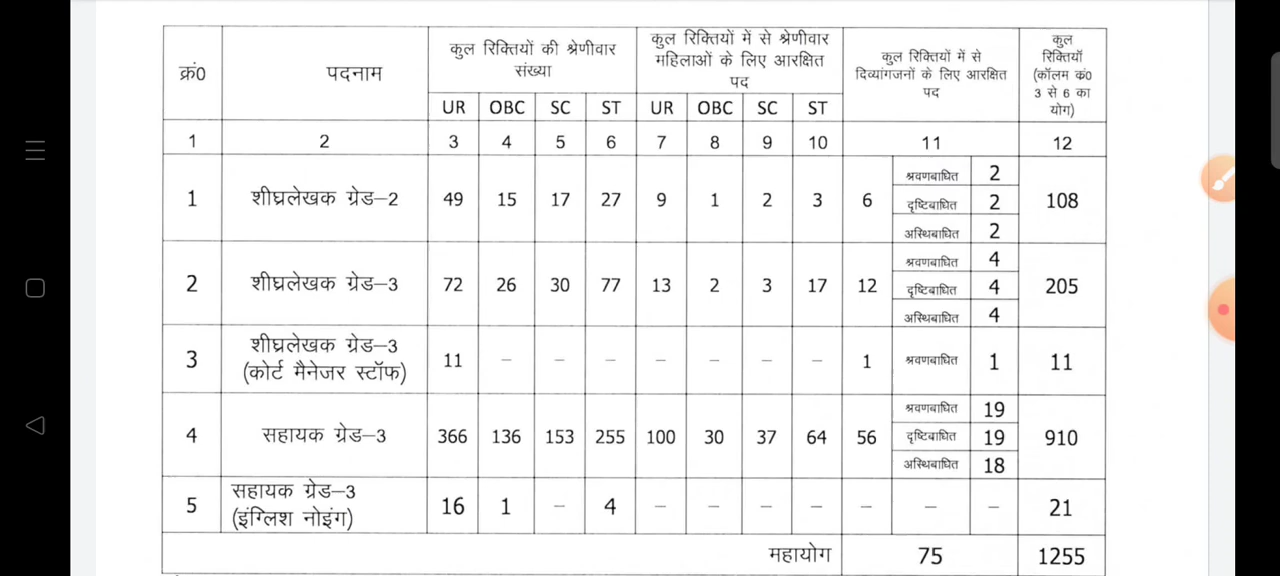 क्रं0 पदनाम कुल रिक्तियों की श्रेणीवार संख्या कुल रिक्तियों में से श्रेणीवार महिलाओं के लिए आरक्षित पद कुल रिक्तियों में से दिव्यांगजनों के लिए आरक्षित पद कुल रिक्तियॉ (कॉलम कं0 3 से 6 का योग)
UR OBC SC ST UR OBC SC ST
1 2 3 4 5 6 7 8 9 10 11 12
1 शीघ्रलेखक ग्रेड–2 49 15 17 27 9 1 2 3 6 श्रवणबाधित 2 दृष्टिबाधित 2 अस्थिबाधित 2 108
2 शीघ्रलेखक ग्रेड–3 72 26 30 77 13 2 3 17 12 श्रवणबाधित 4 दृष्टिबाधित 4 अस्थिबाधित 4 205
3 शीघ्रलेखक ग्रेड–3 (कोर्ट मैनेजर स्टॉफ) 11 – – – – – – – 1 श्रवणबाधित 1 11
4 सहायक ग्रेड–3 366 136 153 255 100 30 37 64 56 श्रवणबाधित 19 दृष्टिबाधित 19 अस्थिबाधित 18 910
5 सहायक ग्रेड–3 (इंग्लिश नोइंग) 16 1 – 4 – – – – – – – 21
महायोग 75 1255